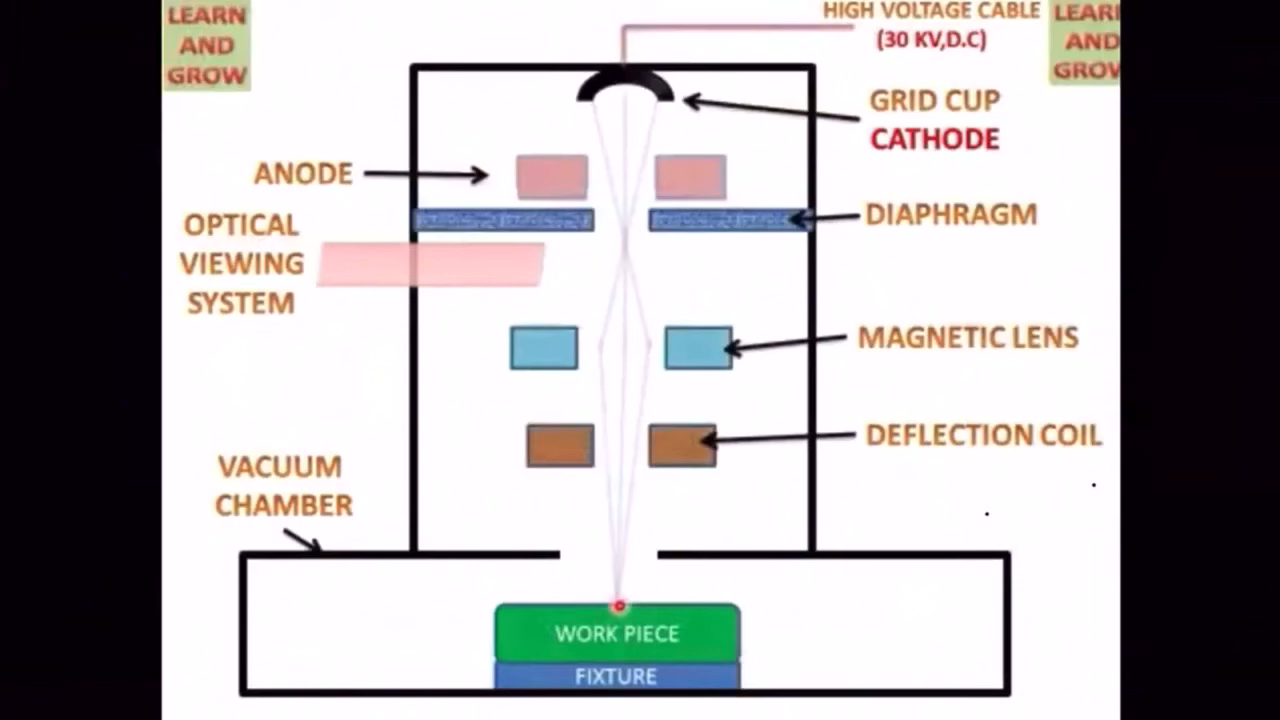 LEARN
AND
GROW
HIGH VOLTAGE CABLE
(30 KV,D.C)
LEAR
AND
GROW
GRID CUP
CATHODE
ANODE
DIAPHRAGM
OPTICAL
VIEWING
SYSTEM
MAGNETIC LENS
DEFLECTION COIL
VACUUM
CHAMBER
WORK PIECE
FIXTURE